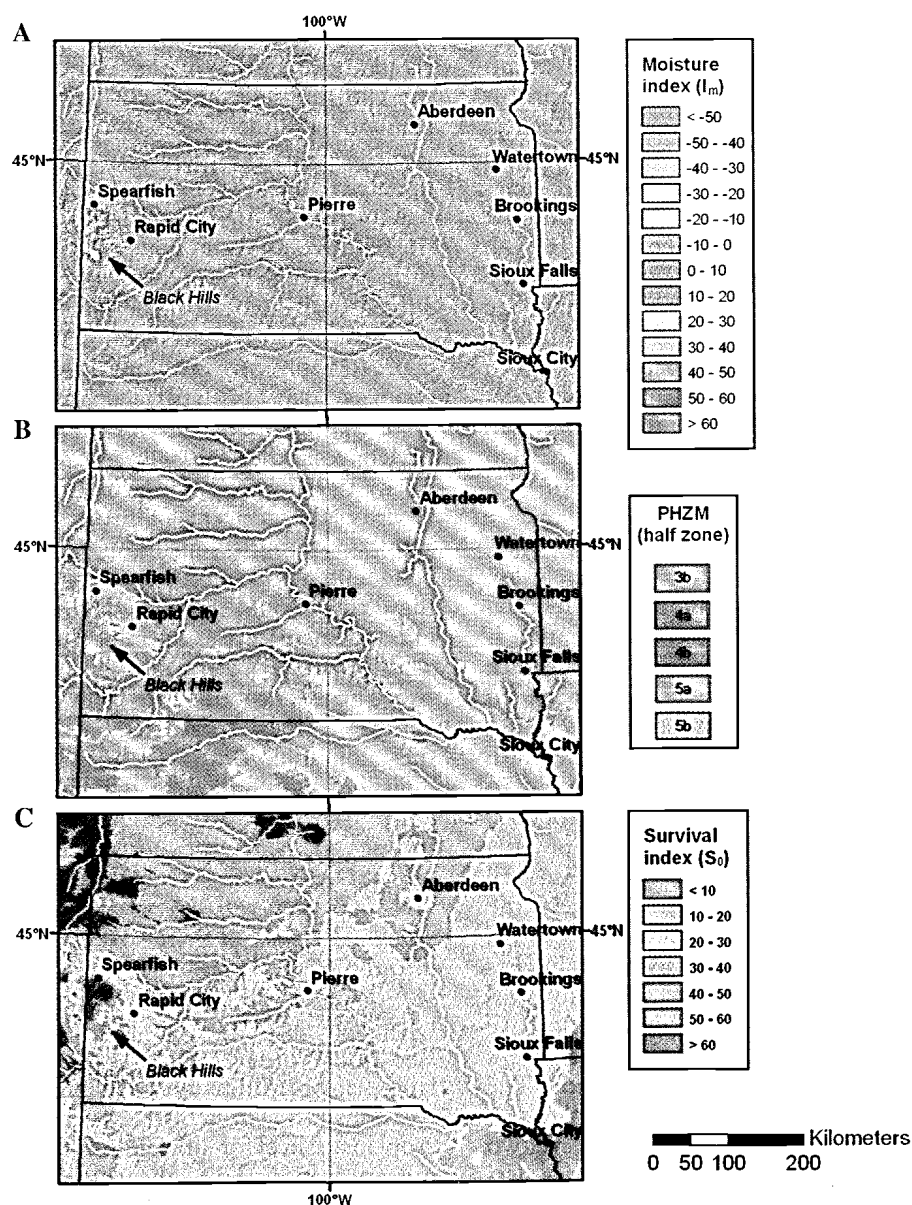 100°W
A
Aberdeen
45°N
Watertown
45°N
Spearfish
Pierre
Brookings
Rapid City
Black Hills
Sioux Falls
Sioux City
Moisture
index (Im)
< -50
-50 - -40
-40 - -30
-30 - -20
-20 - -10
-10 - 0
0 - 10
10 - 20
20 - 30
30 - 40
40 - 50
50 - 60
> 60
B
Aberdeen
45°N
Watertown
45°N
Spearfish
Pierre
Brookings
Rapid City
Black Hills
Sioux Falls
Sioux City
PHZM
(half zone)
3b
4a
4b
5a
5b
C
Aberdeen
45°N
Watertown
45°N
Spearfish
Pierre
Brookings
Rapid City
Black Hills
Sioux Falls
Sioux City
100°W
Survival
index (S0)
< 10
10 - 20
20 - 30
30 - 40
40 - 50
50 - 60
> 60
Kilometers
0 50 100 200